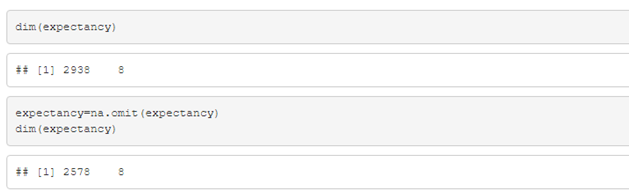 dim(expectancy)
## [1] 2938    8
expectancy=na.omit(expectancy)
dim(expectancy)
## [1] 2578    8